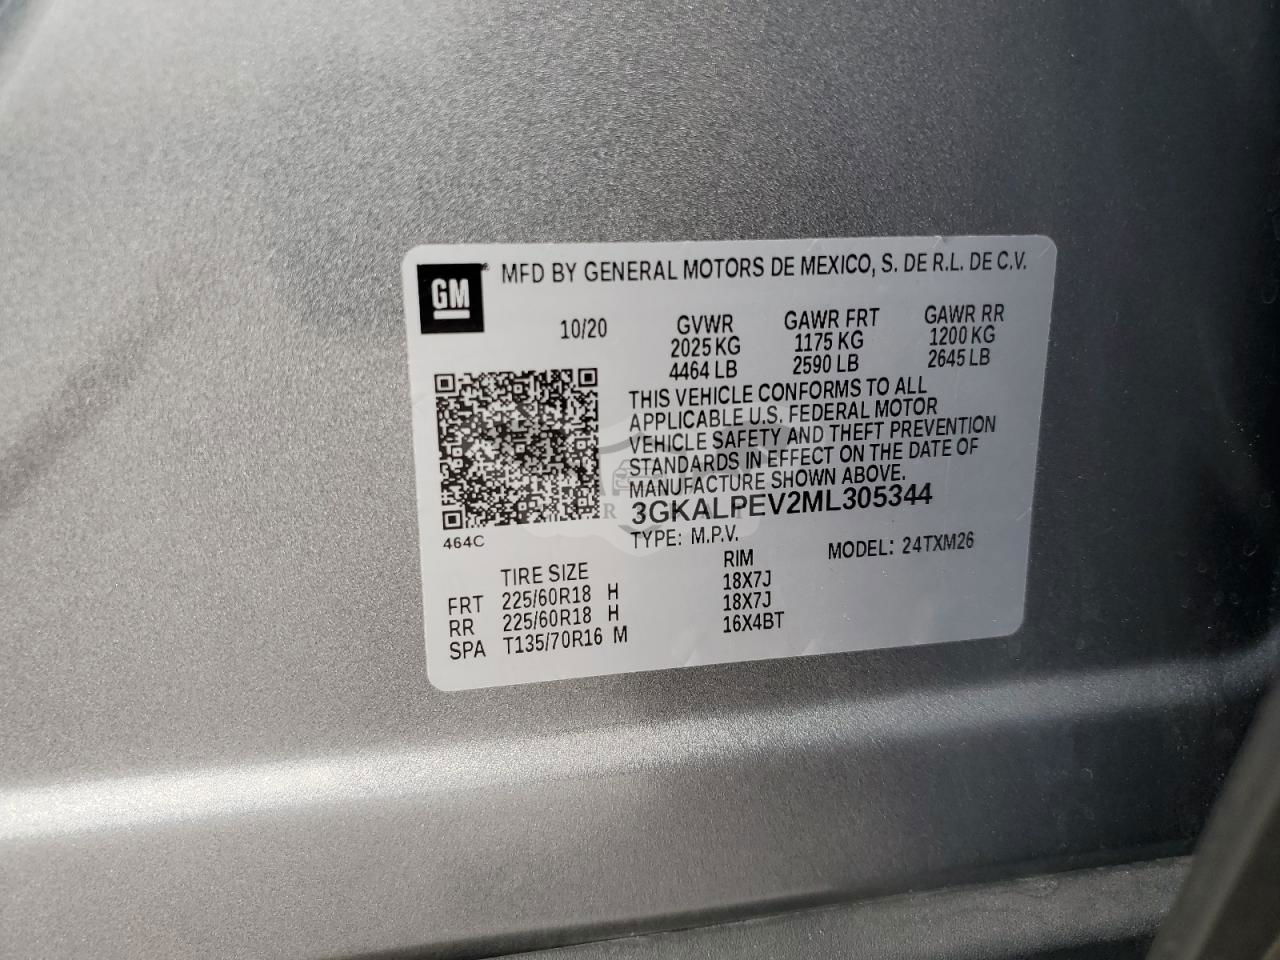 GM
MFD BY GENERAL MOTORS DE MEXICO, S. DE R.L. DE C.V.
10/20 GVWR GAWR FRT GAWR RR
2025 KG 1175 KG 1200 KG
4464 LB 2590 LB 2645 LB
THIS VEHICLE CONFORMS TO ALL
APPLICABLE U.S. FEDERAL MOTOR
VEHICLE SAFETY AND THEFT PREVENTION
STANDARDS IN EFFECT ON THE DATE OF
MANUFACTURE SHOWN ABOVE.
3GKALPEV2ML305344
464C
TYPE: M.P.V. MODEL: 24TXM26
TIRE SIZE RIM
FRT 225/60R18 H 18X7J
RR 225/60R18 H 18X7J
SPA T135/70R16 M 16X4BT